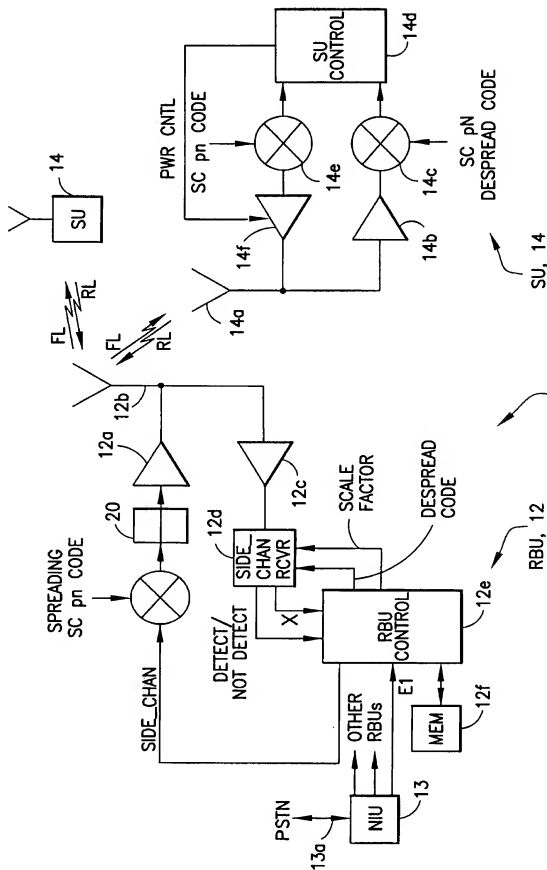 SPREADING
SC pn CODE
SIDE_CHAN
20
12a
12b
FL
RL
FL
RL
14
SU
12c
12d
SIDE_
CHAN
RCVR
DETECT/
NOT DETECT
X
SCALE
FACTOR
DESPREAD
CODE
RBU
CONTROL
12e
E1
MEM
12f
OTHER
RBUs
PSTN
13a
NIU
13
RBU, 12
PWR CNTL
SC pn CODE
14f
14e
14a
14b
14c
SU
CONTROL
14d
SC pN
DESPREAD CODE
SU, 14